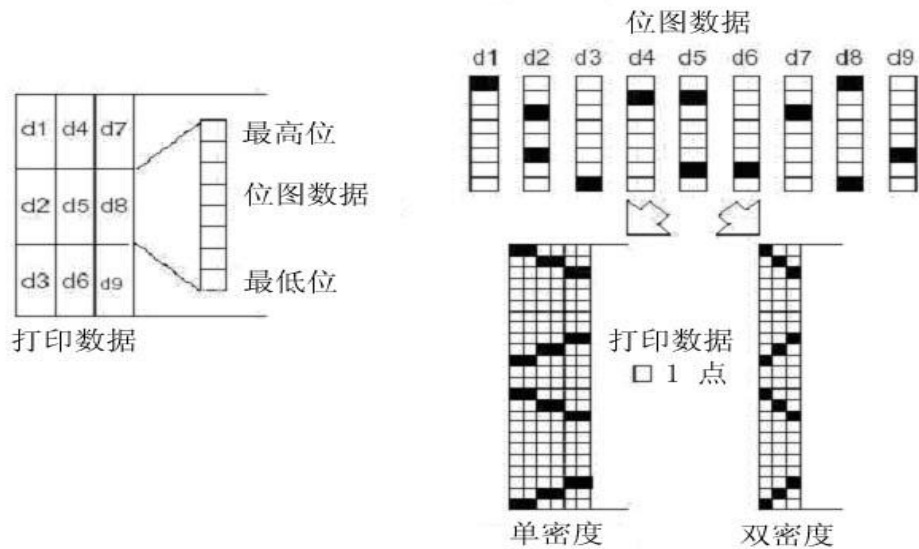 位图数据
d1 d2 d3 d4 d5 d6 d7 d8 d9
d1 d4 d7
d2 d5 d8
d3 d6 d9
最高位
位图数据
最低位
打印数据
打印数据
□ 1 点
单密度
双密度